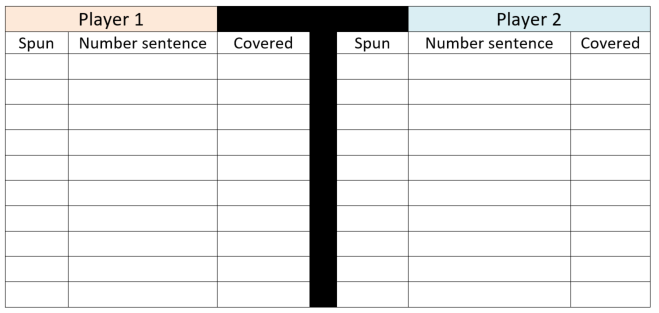 Player 1 Player 2
Spun Number sentence Covered Spun Number sentence Covered